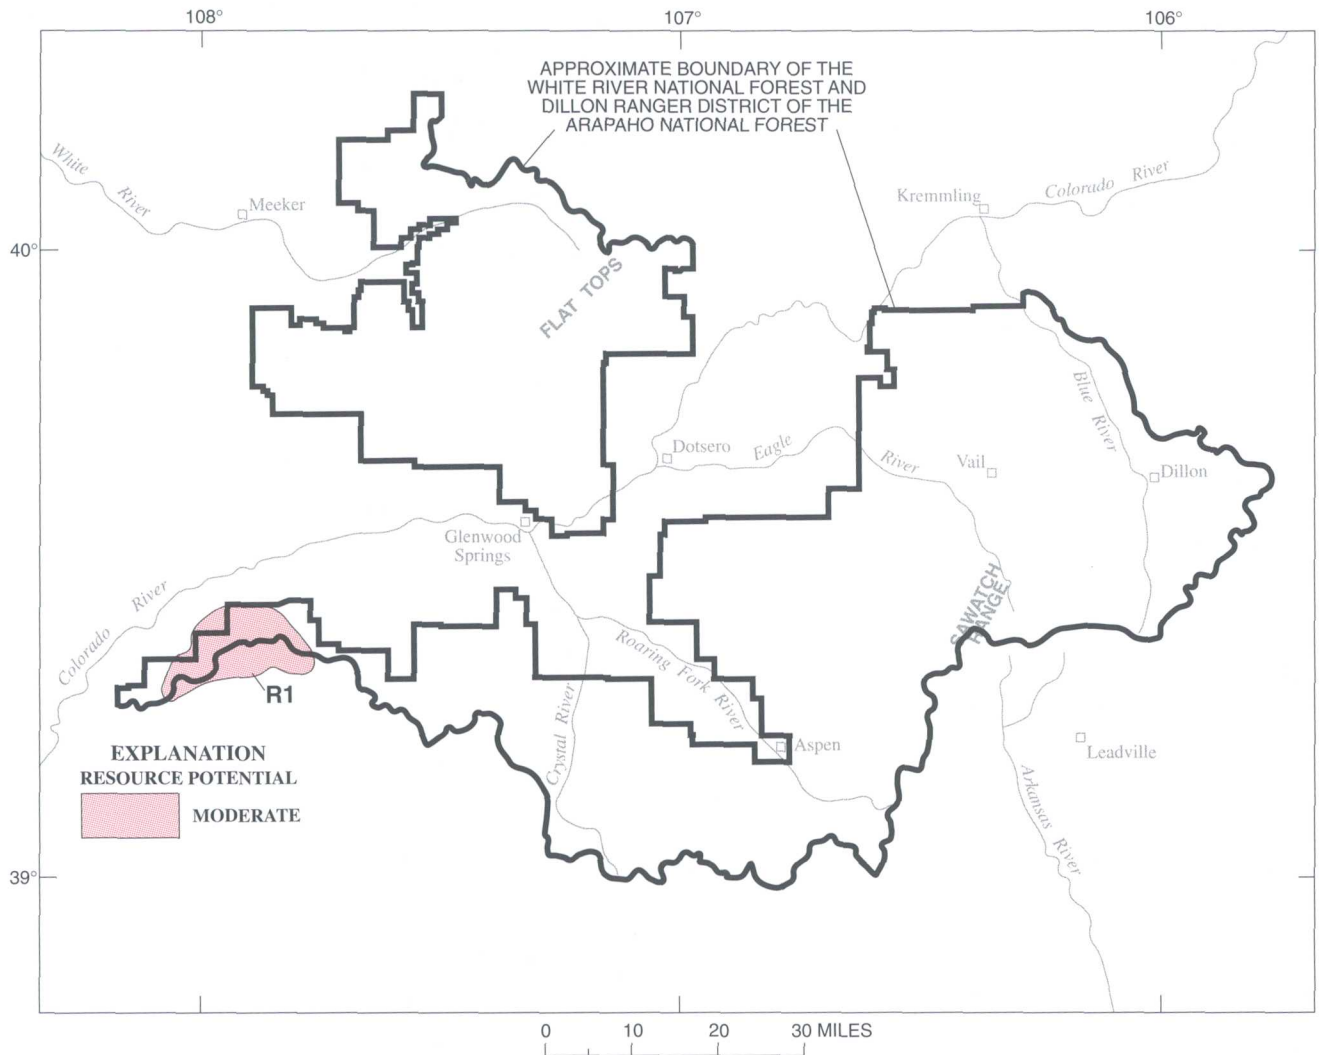 108°
107°
106°
APPROXIMATE BOUNDARY OF THE
WHITE RIVER NATIONAL FOREST AND
DILLON RANGER DISTRICT OF THE
ARAPAHO NATIONAL FOREST
White River
Meeker
Kremmling
Colorado River
40°
FLAT TOPS
Blue River
Dotsero
Eagle River
Vail
Dillon
Glenwood
Springs
SAWATCH
RANGE
Colorado River
Roaring Fork River
R1
Crystal River
Aspen
Leadville
Arkansas River
EXPLANATION
RESOURCE POTENTIAL
MODERATE
39°
0 10 20 30 MILES